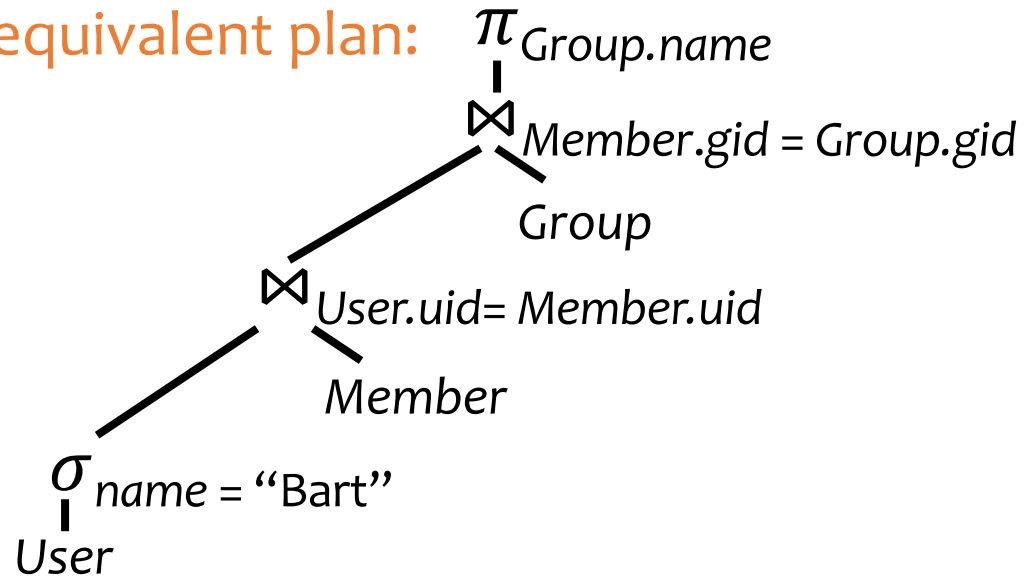 equivalent plan:
π Group.name
⋈ Member.gid = Group.gid
Group
⋈ User.uid= Member.uid
Member
σ name = “Bart”
User